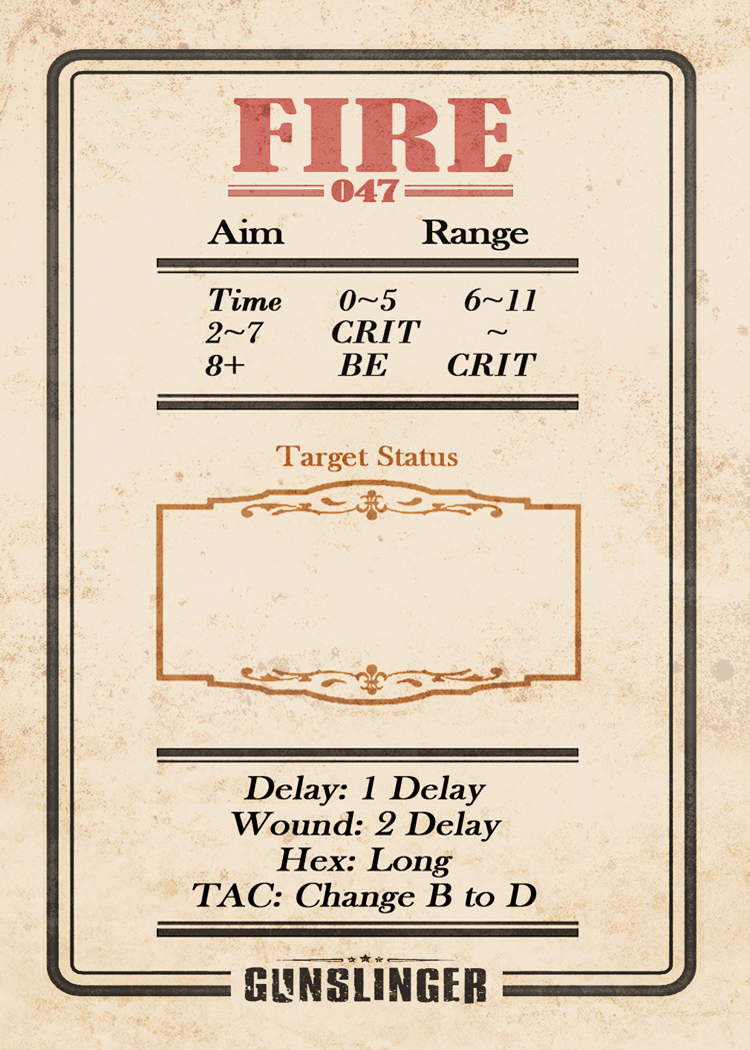 FIRE
047
Aim Range
Time 0~5 6~11
2~7 CRIT ~
8+ BE CRIT
Target Status
Delay: 1 Delay
Wound: 2 Delay
Hex: Long
TAC: Change B to D
GUNSLINGER